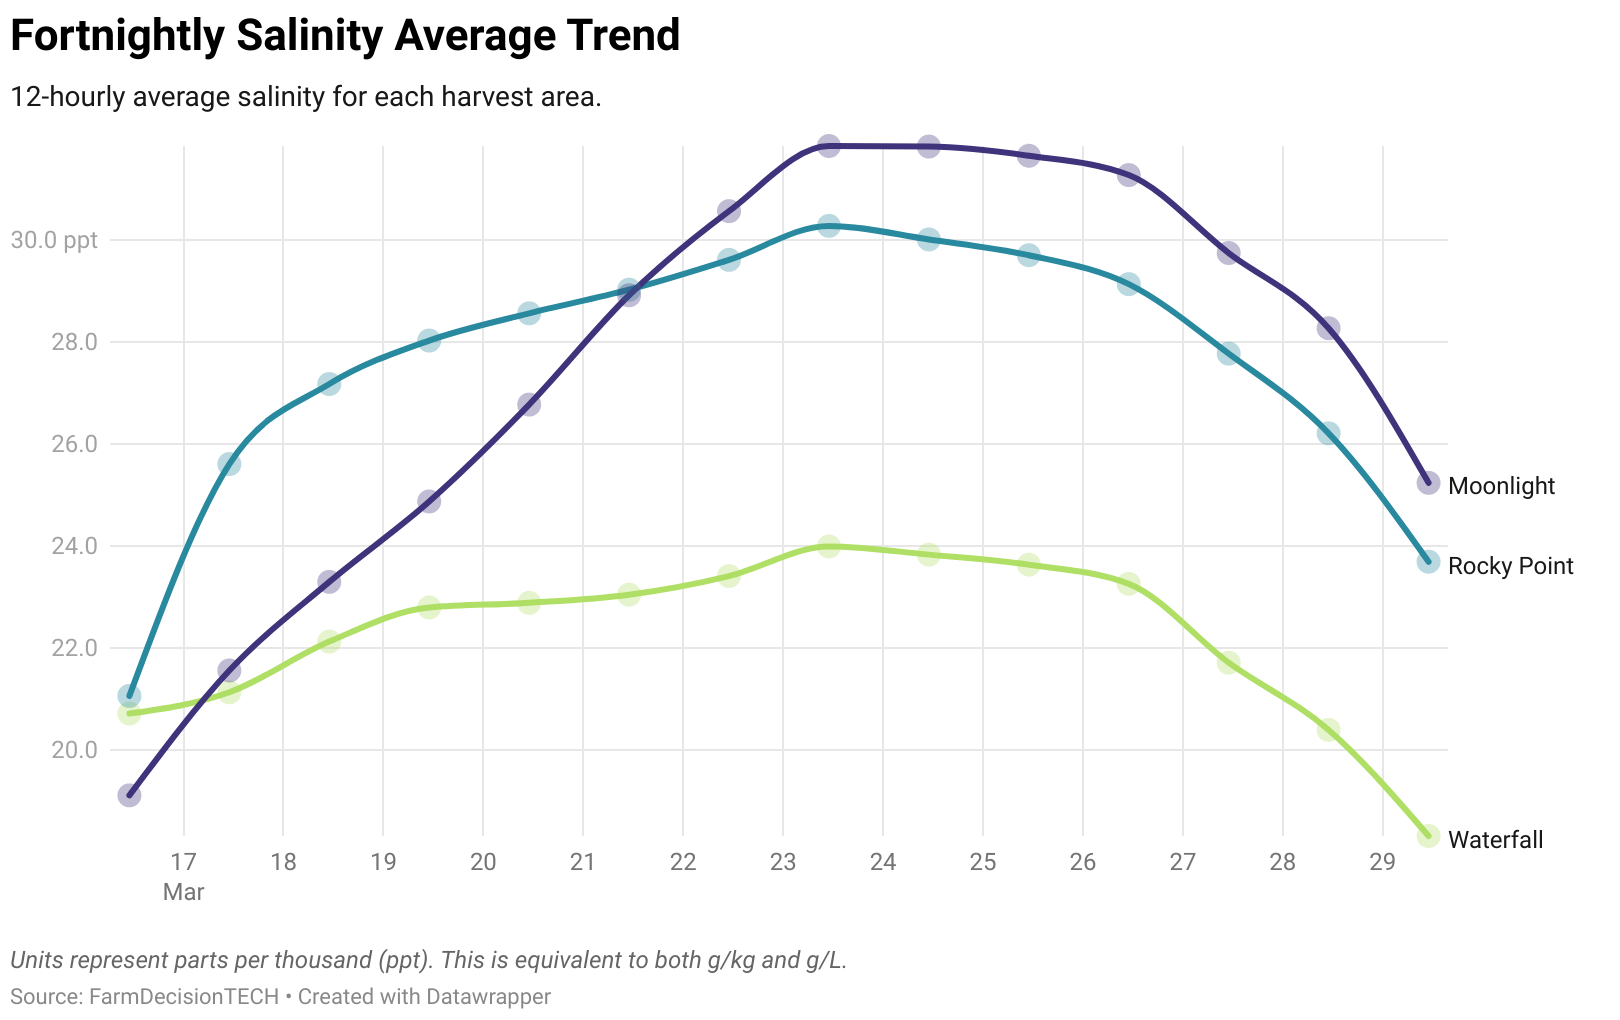 Fortnightly Salinity Average Trend
12-hourly average salinity for each harvest area.
30.0 ppt
28.0
26.0
24.0
22.0
20.0
Moonlight
Rocky Point
Waterfall
17 18 19 20 21 22 23 24 25 26 27 28 29
Mar
Units represent parts per thousand (ppt). This is equivalent to both g/kg and g/L.
Source: FarmDecisionTECH • Created with Datawrapper